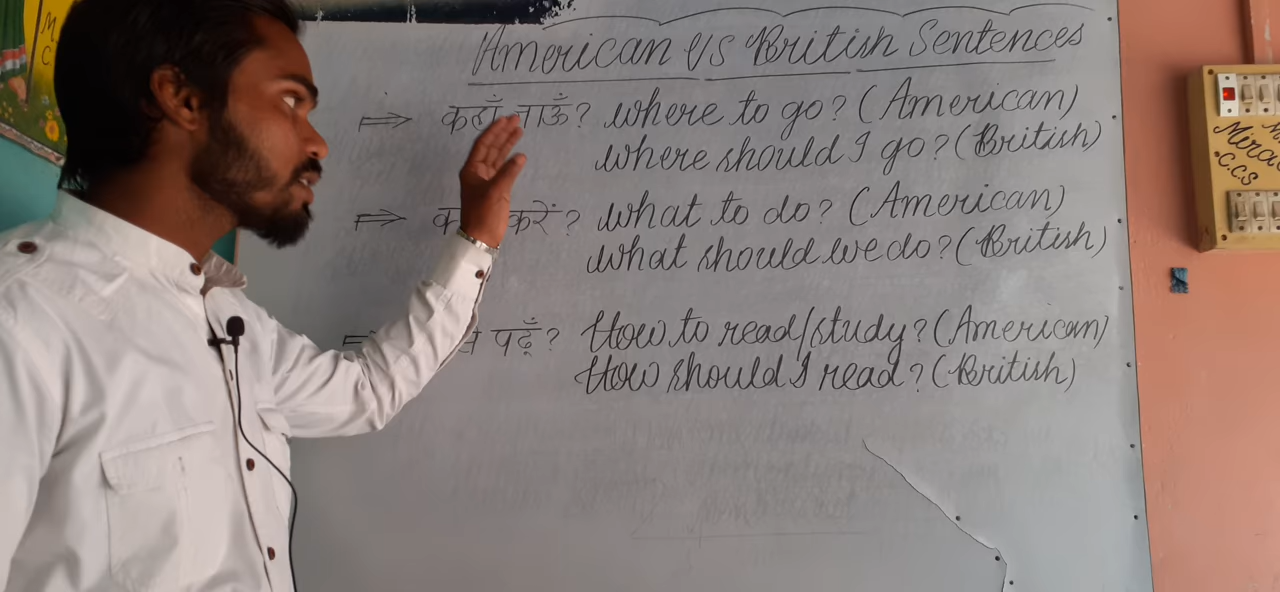 American VS British Sentences
⇒ कहाँ जाऊँ? where to go? (American)
where should I go? (British)
⇒ करें? what to do? (American)
what should we do? (British)
पढ़ूँ? How to read/study? (American)
How should I read? (British)
M
C
Mirac
C.C.S